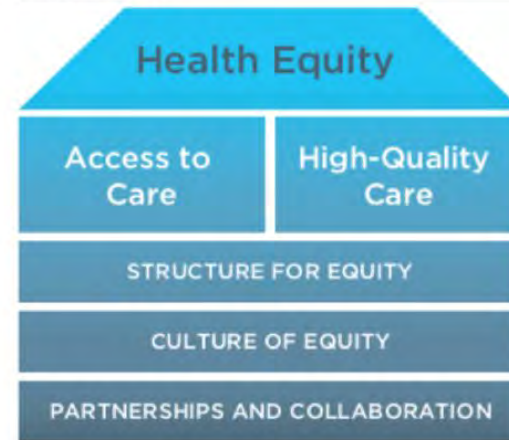 Health Equity
Access to
Care
High-Quality
Care
STRUCTURE FOR EQUITY
CULTURE OF EQUITY
PARTNERSHIPS AND COLLABORATION